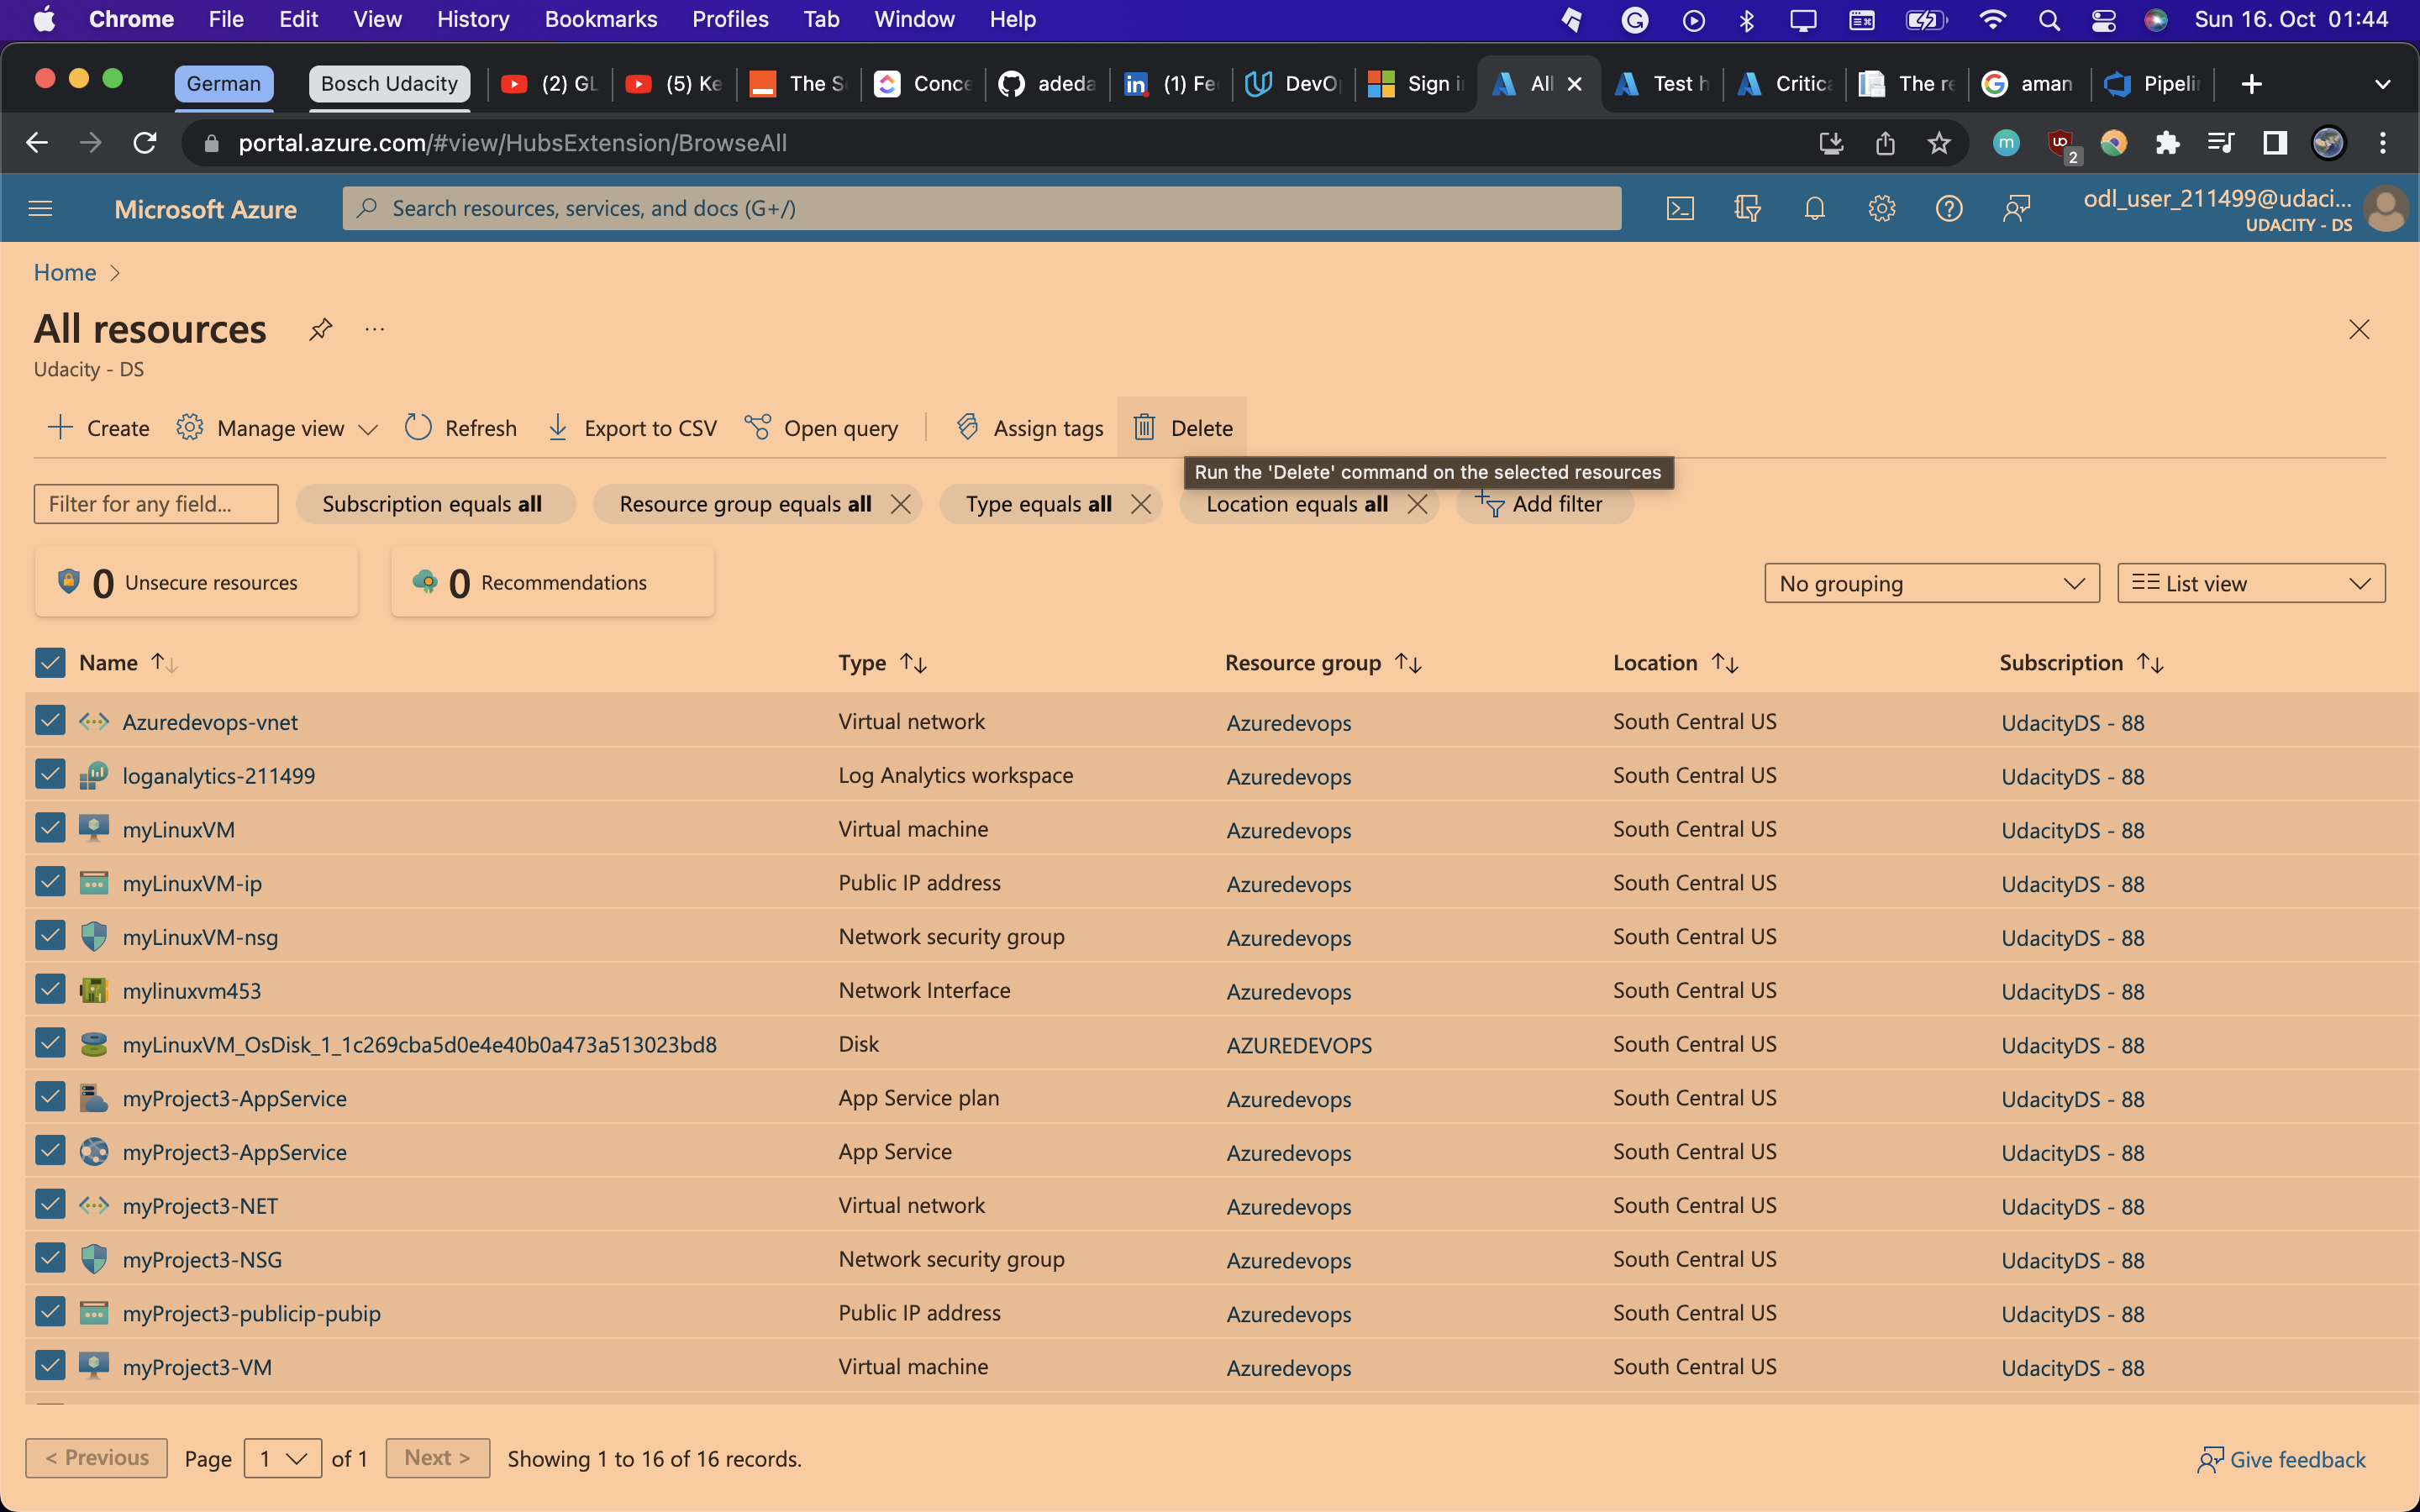 Chrome File Edit View History Bookmarks Profiles Tab Window Help Sun 16. Oct 01:44
German Bosch Udacity (2) GL (5) Ke The S Conce adeda (1) Fe DevO Sign i All Test h Critica The re aman Pipeli
portal.azure.com/#view/HubsExtension/BrowseAll m 2
Microsoft Azure Search resources, services, and docs (G+/) odl_user_211499@udaci...
UDACITY - DS
Home
All resources
Udacity - DS
Create Manage view Refresh Export to CSV Open query Assign tags Delete
Run the 'Delete' command on the selected resources
Filter for any field... Subscription equals all Resource group equals all Type equals all Location equals all Add filter
0 Unsecure resources 0 Recommendations No grouping List view
Name Type Resource group Location Subscription
Azuredevops-vnet Virtual network Azuredevops South Central US UdacityDS - 88
loganalytics-211499 Log Analytics workspace Azuredevops South Central US UdacityDS - 88
myLinuxVM Virtual machine Azuredevops South Central US UdacityDS - 88
myLinuxVM-ip Public IP address Azuredevops South Central US UdacityDS - 88
myLinuxVM-nsg Network security group Azuredevops South Central US UdacityDS - 88
mylinuxvm453 Network Interface Azuredevops South Central US UdacityDS - 88
myLinuxVM_OsDisk_1_1c269cba5d0e4e40b0a473a513023bd8 Disk AZUREDEVOPS South Central US UdacityDS - 88
myProject3-AppService App Service plan Azuredevops South Central US UdacityDS - 88
myProject3-AppService App Service Azuredevops South Central US UdacityDS - 88
myProject3-NET Virtual network Azuredevops South Central US UdacityDS - 88
myProject3-NSG Network security group Azuredevops South Central US UdacityDS - 88
myProject3-publicip-pubip Public IP address Azuredevops South Central US UdacityDS - 88
myProject3-VM Virtual machine Azuredevops South Central US UdacityDS - 88
< Previous Page 1 of 1 Next > Showing 1 to 16 of 16 records. Give feedback